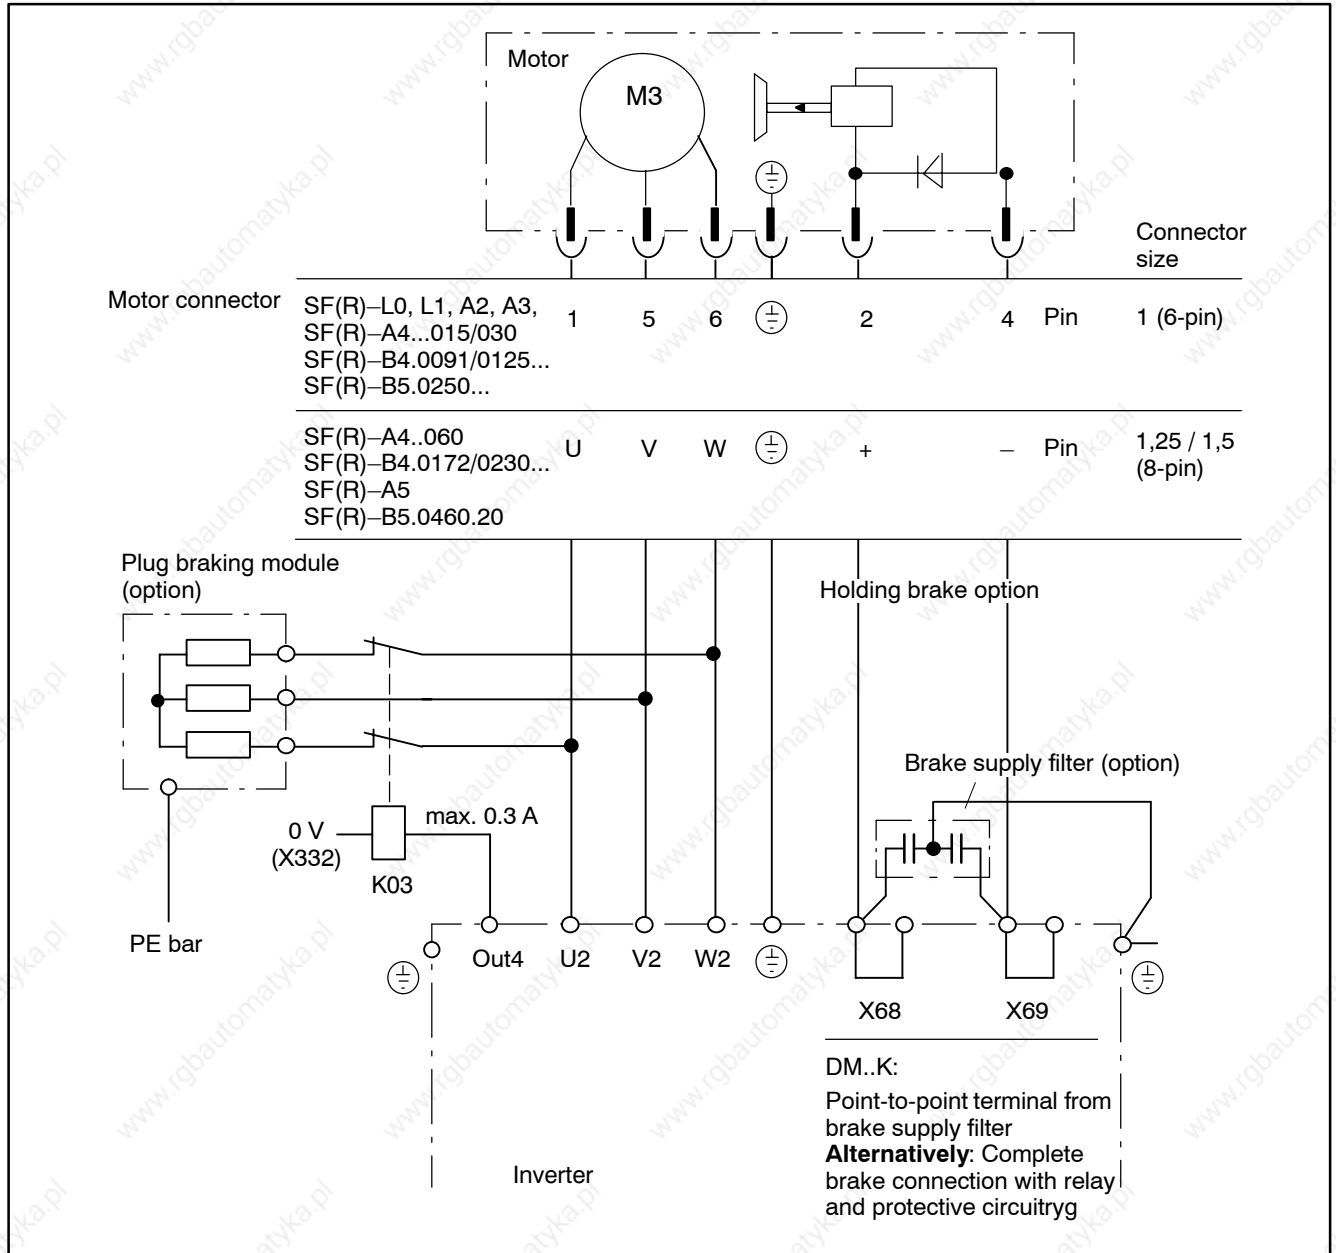 Motor
M3
Connector
size
Motor connector
SF(R)–L0, L1, A2, A3,
SF(R)–A4...015/030
SF(R)–B4.0091/0125...
SF(R)–B5.0250...
1 5 6 2 4 Pin 1 (6-pin)
SF(R)–A4..060
SF(R)–B4.0172/0230...
SF(R)–A5
SF(R)–B5.0460.20
U V W + – Pin 1,25 / 1,5
(8-pin)
Plug braking module
(option)
Holding brake option
Brake supply filter (option)
0 V
(X332)
max. 0.3 A
K03
PE bar
Out4 U2 V2 W2
X68 X69
DM..K:
Point-to-point terminal from
brake supply filter
Alternatively: Complete
brake connection with relay
and protective circuitryg
Inverter
www.rgbautomatyka.pl